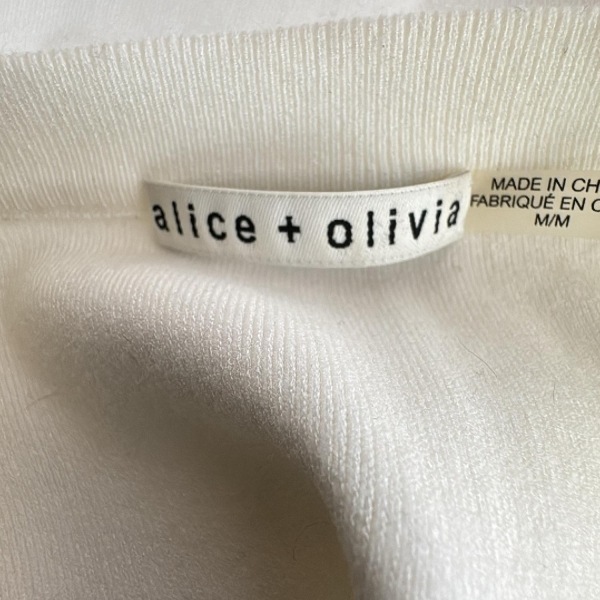 alice + olivia
MADE IN CH
FABRIQUÉ EN C
M/M